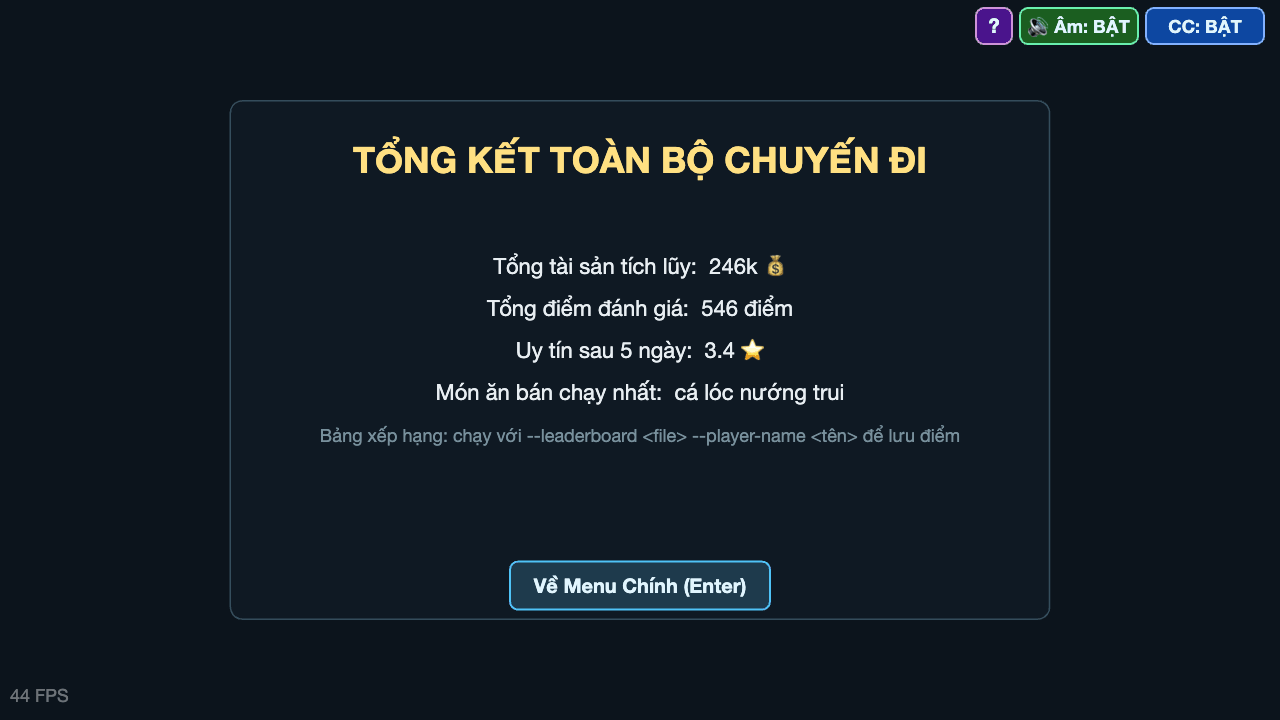 ?
🔊 Âm: BẬT
CC: BẬT
TỔNG KẾT TOÀN BỘ CHUYẾN ĐI
Tổng tài sản tích lũy: 246k 💰
Tổng điểm đánh giá: 546 điểm
Uy tín sau 5 ngày: 3.4 ⭐
Món ăn bán chạy nhất: cá lóc nướng trui
Bảng xếp hạng: chạy với --leaderboard <file> --player-name <tên> để lưu điểm
Về Menu Chính (Enter)
44 FPS